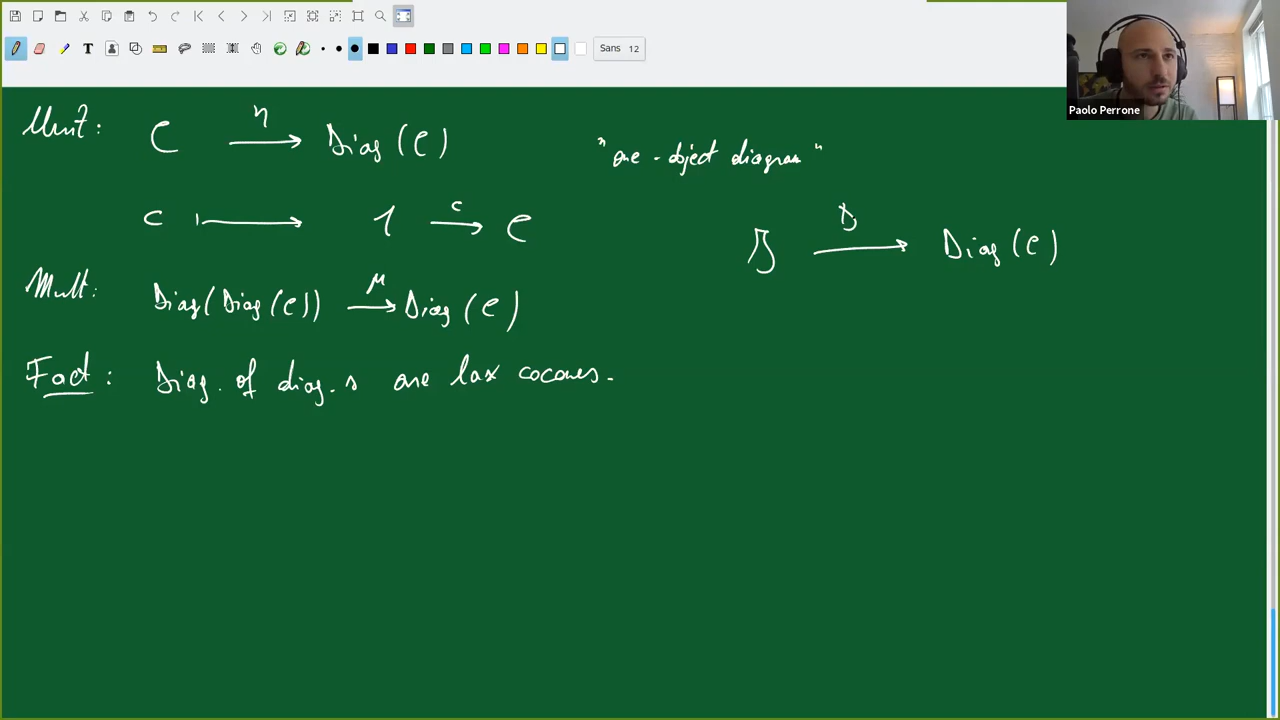 Sans 12
Paolo Perrone
Unit: C η→ Diag(C) "one-object diagram"
c ↦ 1 c→ C
J D→ Diag(C)
Mult: Diag(Diag(C)) μ→ Diag(C)
Fact: Diag. of diag.s are lax cocones.